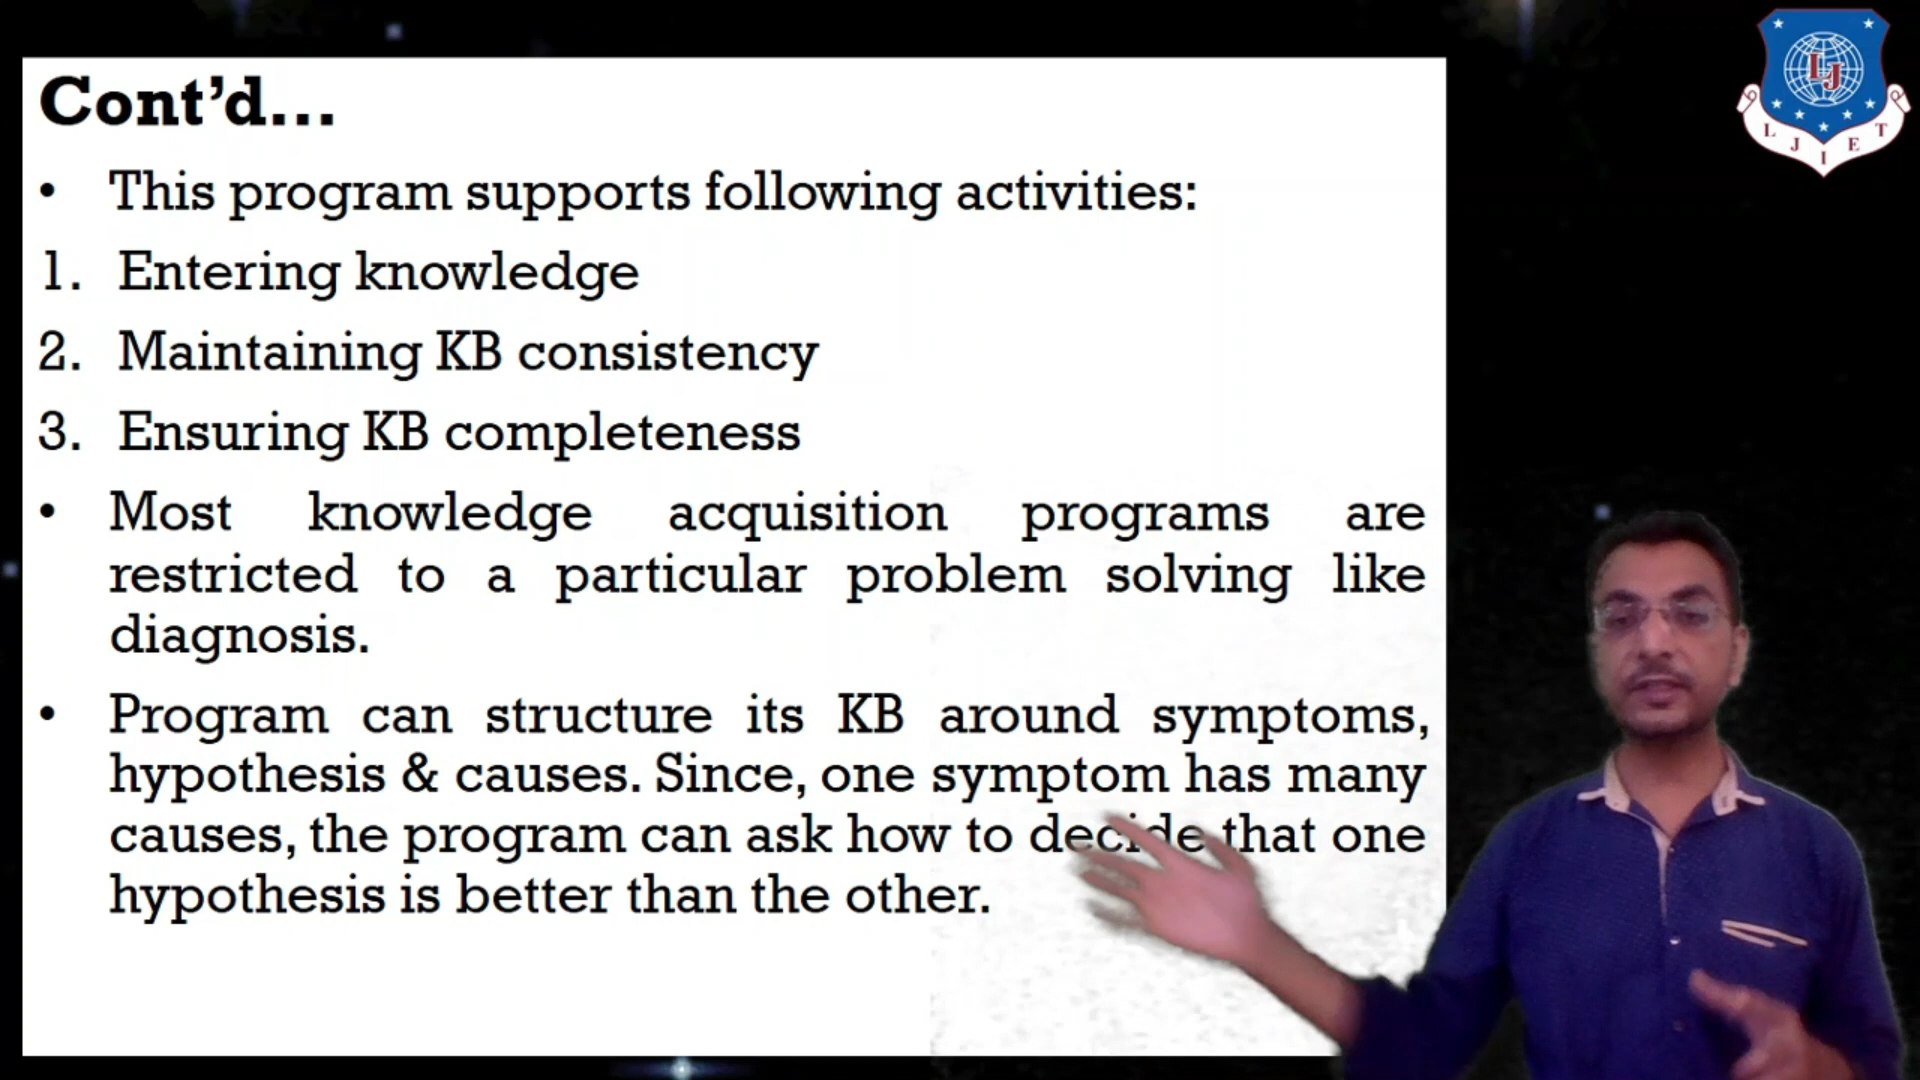 Cont’d...
• This program supports following activities:
1. Entering knowledge
2. Maintaining KB consistency
3. Ensuring KB completeness
• Most knowledge acquisition programs are
restricted to a particular problem solving like
diagnosis.
• Program can structure its KB around symptoms,
hypothesis & causes. Since, one symptom has many
causes, the program can ask how to decide that one
hypothesis is better than the other.
LJ
L J I E T